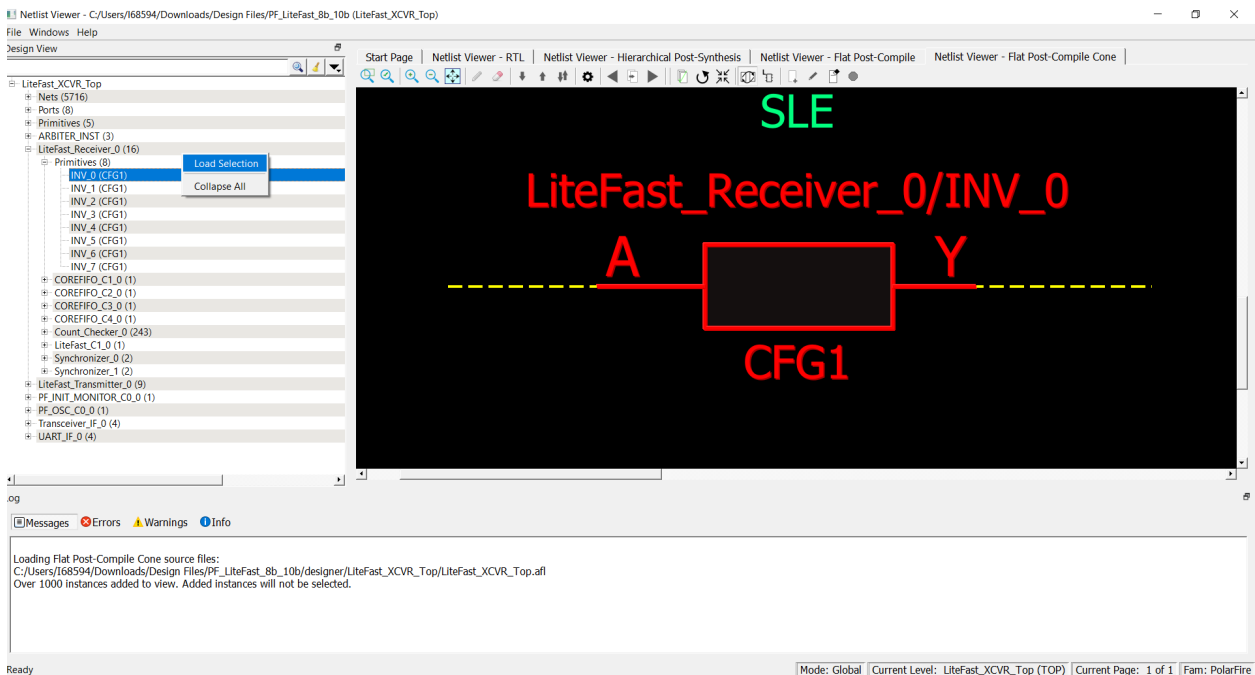 Netlist Viewer - C:/Users/I68594/Downloads/Design Files/PF_LiteFast_8b_10b (LiteFast_XCVR_Top)
File Windows Help
Design View
Start Page
Netlist Viewer - RTL
Netlist Viewer - Hierarchical Post-Synthesis
Netlist Viewer - Flat Post-Compile
Netlist Viewer - Flat Post-Compile Cone
LiteFast_XCVR_Top
Nets (5716)
Ports (8)
Primitives (5)
ARBITER_INST (3)
LiteFast_Receiver_0 (16)
Primitives (8)
INV_0 (CFG1)
INV_1 (CFG1)
INV_2 (CFG1)
INV_3 (CFG1)
INV_4 (CFG1)
INV_5 (CFG1)
INV_6 (CFG1)
INV_7 (CFG1)
COREFIFO_C1_0 (1)
COREFIFO_C2_0 (1)
COREFIFO_C3_0 (1)
COREFIFO_C4_0 (1)
Count_Checker_0 (243)
LiteFast_C1_0 (1)
Synchronizer_0 (2)
Synchronizer_1 (2)
LiteFast_Transmitter_0 (9)
PF_INIT_MONITOR_C0_0 (1)
PF_OSC_C0_0 (1)
Transceiver_IF_0 (4)
UART_IF_0 (4)
Load Selection
Collapse All
SLE
LiteFast_Receiver_0/INV_0
A Y
CFG1
Log
Messages Errors Warnings Info
Loading Flat Post-Compile Cone source files:
C:/Users/I68594/Downloads/Design Files/PF_LiteFast_8b_10b/designer/LiteFast_XCVR_Top/LiteFast_XCVR_Top.afl
Over 1000 instances added to view. Added instances will not be selected.
Ready
Mode: Global
Current Level: LiteFast_XCVR_Top (TOP)
Current Page: 1 of 1
Fam: PolarFire